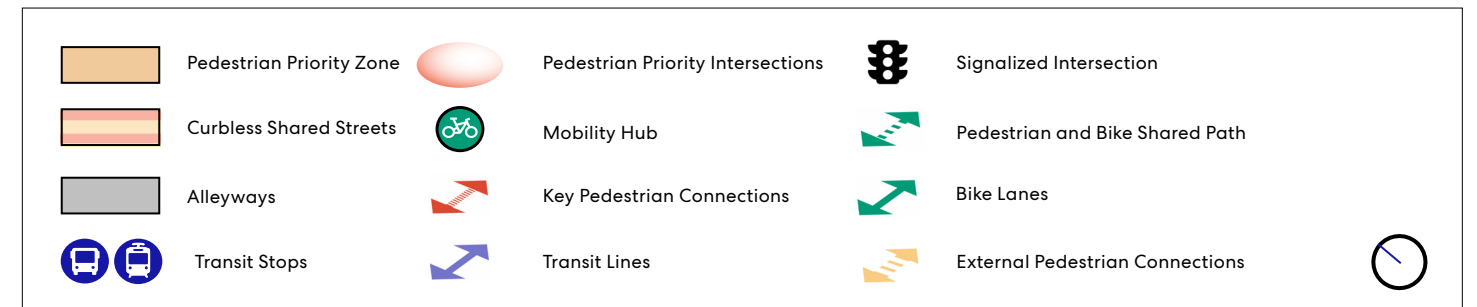 Pedestrian Priority Zone
Pedestrian Priority Intersections
Signalized Intersection
Curbless Shared Streets
Mobility Hub
Pedestrian and Bike Shared Path
Alleyways
Key Pedestrian Connections
Bike Lanes
Transit Stops
Transit Lines
External Pedestrian Connections